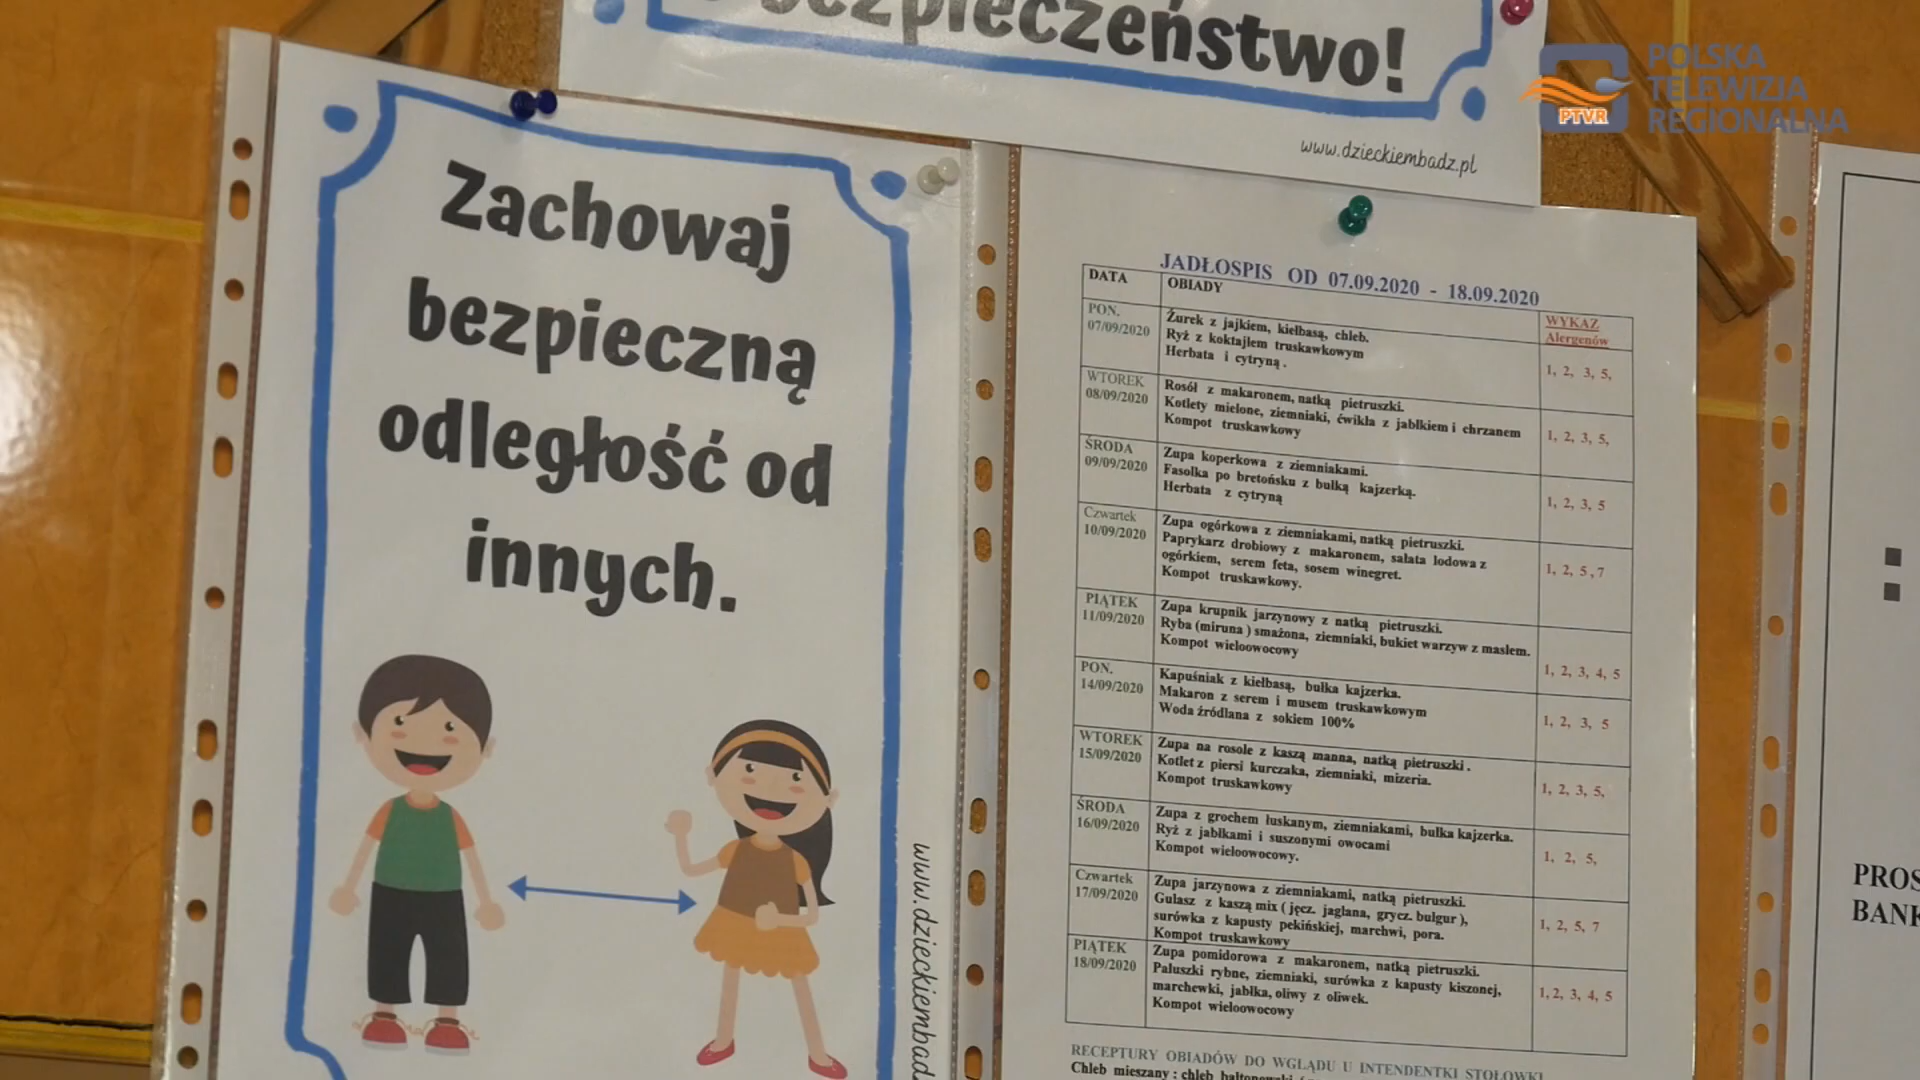 bezpieczeństwo!
www.dzieckiembadz.pl
POLSKA
TELEWIZJA
REGIONALNA
PTVR
Zachowaj
bezpieczną
odległość od
innych.
www.dzieckiembadz
JADŁOSPIS OD 07.09.2020 - 18.09.2020
DATA OBIADY WYKAZ
Alergenów
PON. Żurek z jajkiem, kiełbasą, chleb.
07/09/2020 Ryż z koktajlem truskawkowym
Herbata i cytryną. 1, 2, 3, 5,
WTOREK Rosół z makaronem, natką pietruszki.
08/09/2020 Kotlety mielone, ziemniaki, ćwikła z jabłkiem i chrzanem
Kompot truskawkowy 1, 2, 3, 5,
ŚRODA Zupa koperkowa z ziemniakami.
09/09/2020 Fasolka po bretońsku z bułką kajzerką.
Herbata z cytryną 1, 2, 3, 5
Czwartek Zupa ogórkowa z ziemniakami, natką pietruszki.
10/09/2020 Paprykarz drobiowy z makaronem, sałata lodowa z
ogórkiem, serem feta, sosem winegret.
Kompot truskawkowy. 1, 2, 5, 7
PIĄTEK Zupa krupnik jarzynowy z natką pietruszki.
11/09/2020 Ryba (miruna) smażona, ziemniaki, bukiet warzyw z masłem.
Kompot wieloowocowy 1, 2, 3, 4, 5
PON. Kapuśniak z kiełbasą, bułka kajzerka.
14/09/2020 Makaron z serem i musem truskawkowym
Woda źródlana z sokiem 100% 1, 2, 3, 5
WTOREK Zupa na rosole z kaszą manna, natką pietruszki.
15/09/2020 Kotlet z piersi kurczaka, ziemniaki, mizeria.
Kompot truskawkowy 1, 2, 3, 5,
ŚRODA Zupa z grochem łuskanym, ziemniakami, bułka kajzerka.
16/09/2020 Ryż z jabłkami i suszonymi owocami
Kompot wieloowocowy. 1, 2, 5,
Czwartek Zupa jarzynowa z ziemniakami, natką pietruszki.
17/09/2020 Gulasz z kaszą mix ( jęcz. jaglana, grycz. bulgur ),
surówka z kapusty pekińskiej, marchwi, pora.
Kompot truskawkowy 1, 2, 5, 7
PIĄTEK Zupa pomidorowa z makaronem, natką pietruszki.
18/09/2020 Paluszki rybne, ziemniaki, surówka z kapusty kiszonej,
marchewki, jabłka, oliwy z oliwek.
Kompot wieloowocowy 1, 2, 3, 4, 5
RECEPTURY OBIADÓW DO WGLĄDU U INTENDENTKI STOŁÓWKI
Chleb mieszany : chleb
PROS
BANK